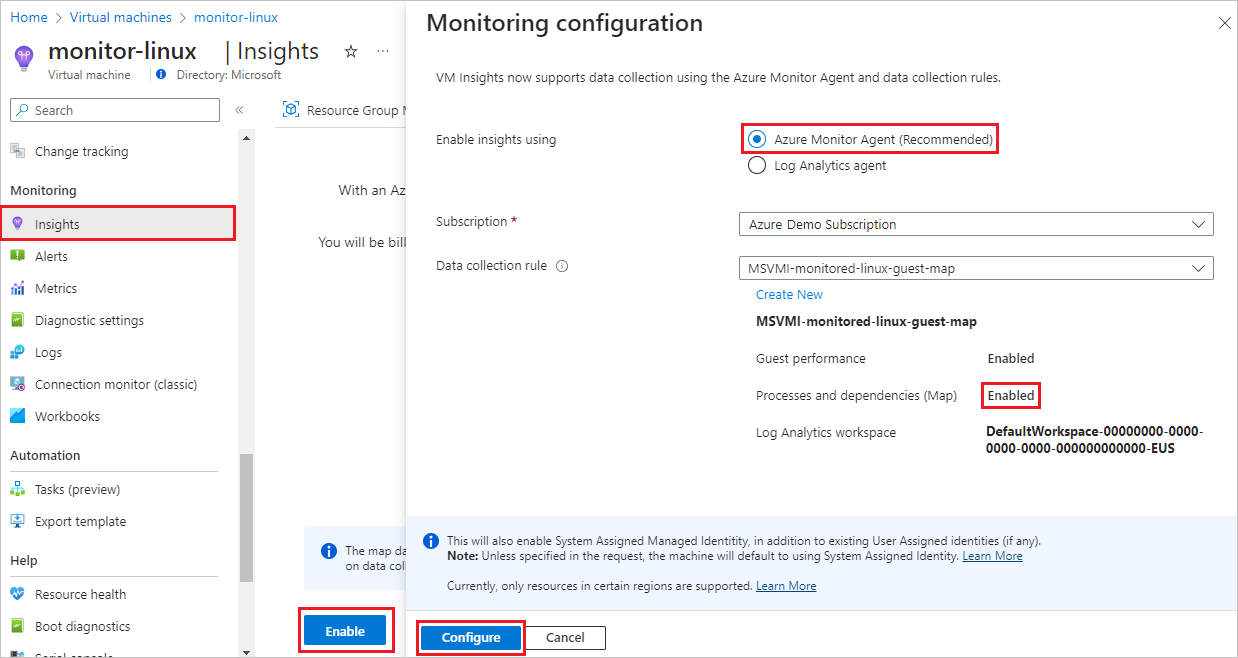 Home > Virtual machines > monitor-linux
monitor-linux | Insights ☆ ···
Virtual machine
Directory: Microsoft
Search
«
Change tracking
Monitoring
Insights
Alerts
Metrics
Diagnostic settings
Logs
Connection monitor (classic)
Workbooks
Automation
Tasks (preview)
Export template
Help
Resource health
Boot diagnostics
Resource Group
With an Az
You will be bill
The map da
on data coll
Enable
Monitoring configuration
VM Insights now supports data collection using the Azure Monitor Agent and data collection rules.
Enable insights using
Azure Monitor Agent (Recommended)
Log Analytics agent
Subscription *
Azure Demo Subscription
Data collection rule
MSVMI-monitored-linux-guest-map
Create New
MSVMI-monitored-linux-guest-map
Guest performance Enabled
Processes and dependencies (Map) Enabled
Log Analytics workspace
DefaultWorkspace-00000000-0000-
0000-0000-000000000000-EUS
This will also enable System Assigned Managed Identitity, in addition to existing User Assigned identities (if any).
Note: Unless specified in the request, the machine will default to using System Assigned Identity. Learn More
Currently, only resources in certain regions are supported. Learn More
Configure
Cancel